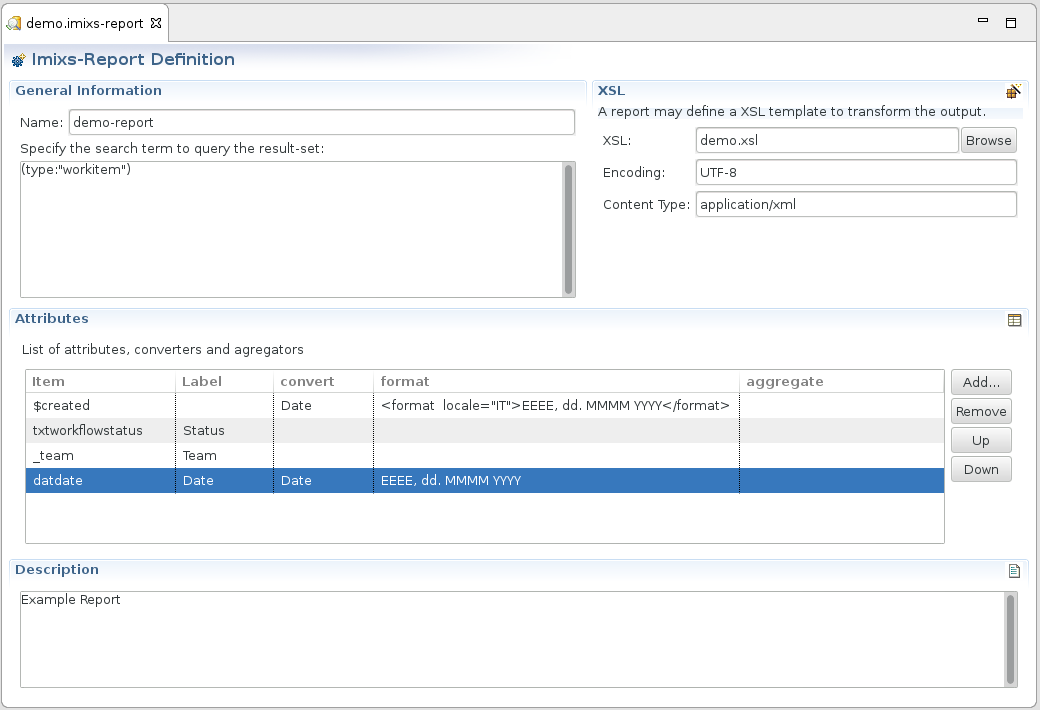 demo.imixs-report
Imixs-Report Definition
General Information
Name: demo-report
Specify the search term to query the result-set:
(type:"workitem")
XSL
A report may define a XSL template to transform the output.
XSL: demo.xsl Browse
Encoding: UTF-8
Content Type: application/xml
Attributes
List of attributes, converters and agregators
Item Label convert format aggregate
$created Date <format locale="IT">EEEE, dd. MMMM YYYY</format>
txtworkflowstatus Status
_team Team
datdate Date Date EEEE, dd. MMMM YYYY
Add...
Remove
Up
Down
Description
Example Report